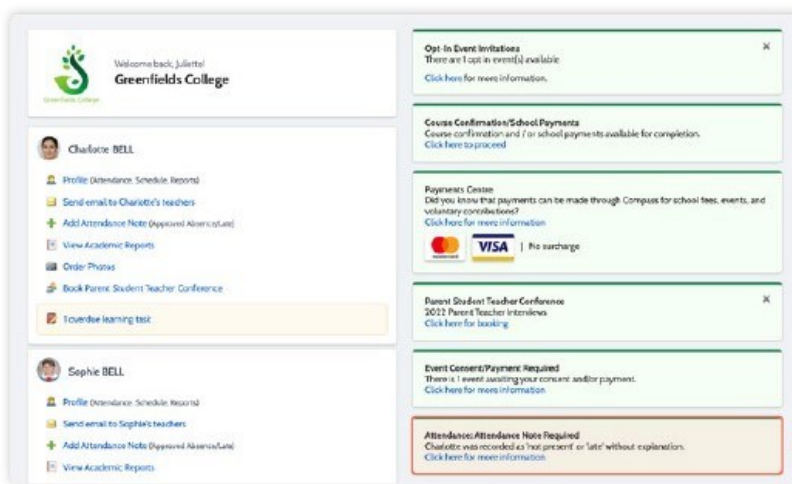 Welcome back, Juliette!
Greenfields College
Greenfields College
Charlotte BELL
Profile (Attendance, Schedule, Reports)
Send email to Charlotte's teachers
Add Attendance Note (Approved Absence/Late)
View Academic Reports
Order Photos
Book Parent Student Teacher Conference
1 overdue learning task
Sophie BELL
Profile (Attendance, Schedule, Reports)
Send email to Sophie's teachers
Add Attendance Note (Approved Absence/Late)
View Academic Reports
Opt-In Event Invitations
There are 1 opt in event(s) available
Click here for more information.
Course Confirmation/School Payments
Course confirmation and / or school payments available for completion.
Click here to proceed
Payments Centre
Did you know that payments can be made through Compass for school fees, events, and
voluntary contributions?
Click here for more information
VISA | No surcharge
Parent Student Teacher Conference
2022 Parent Teacher Interviews
Click here for booking
Event Consent/Payment Required
There is 1 event awaiting your consent and/or payment.
Click here for more information
Attendance: Attendance Note Required
Charlotte was recorded as 'not present' or 'late' without explanation.
Click here for more information